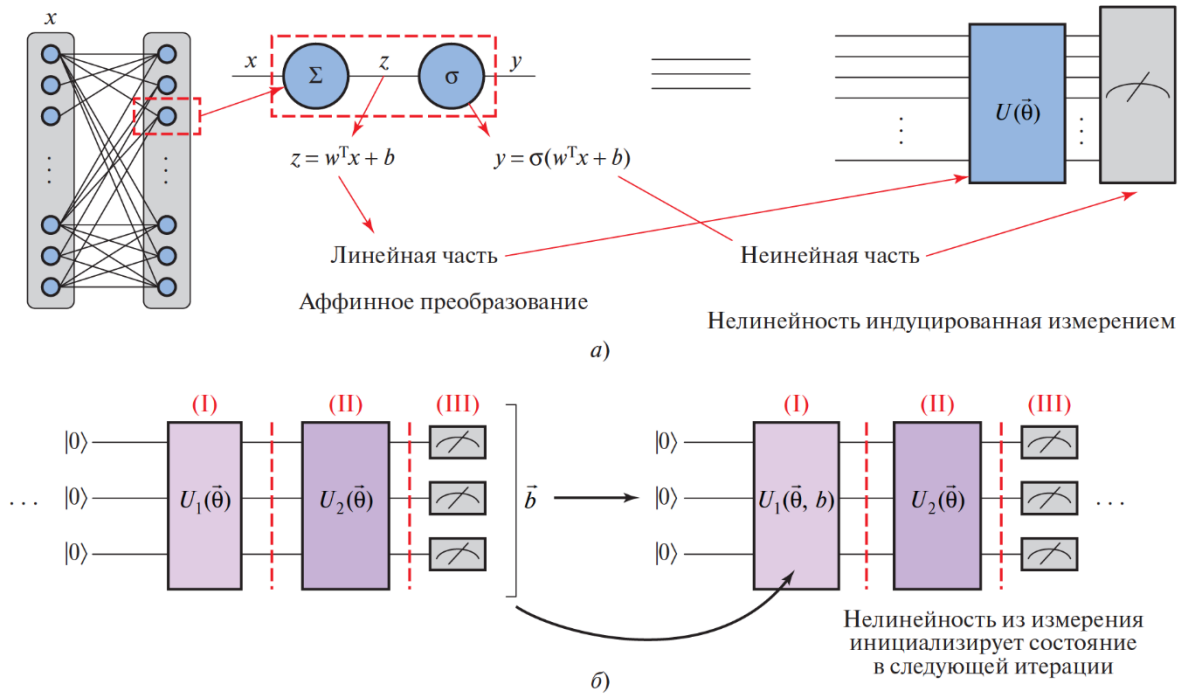 x
x
Σ
z
σ
y
U(θ⃗)
z = wᵀx + b
y = σ(wᵀx + b)
Линейная часть
Неинейная часть
Аффинное преобразование
Нелинейность индуцированная измерением
а)
(I)
(II)
(III)
(I)
(II)
(III)
|0⟩
|0⟩
|0⟩
. . .
U₁(θ⃗)
U₂(θ⃗)
b⃗
|0⟩
|0⟩
|0⟩
U₁(θ⃗, b)
U₂(θ⃗)
. . .
Нелинейность из измерения
инициализирует состояние
в следующей итерации
б)